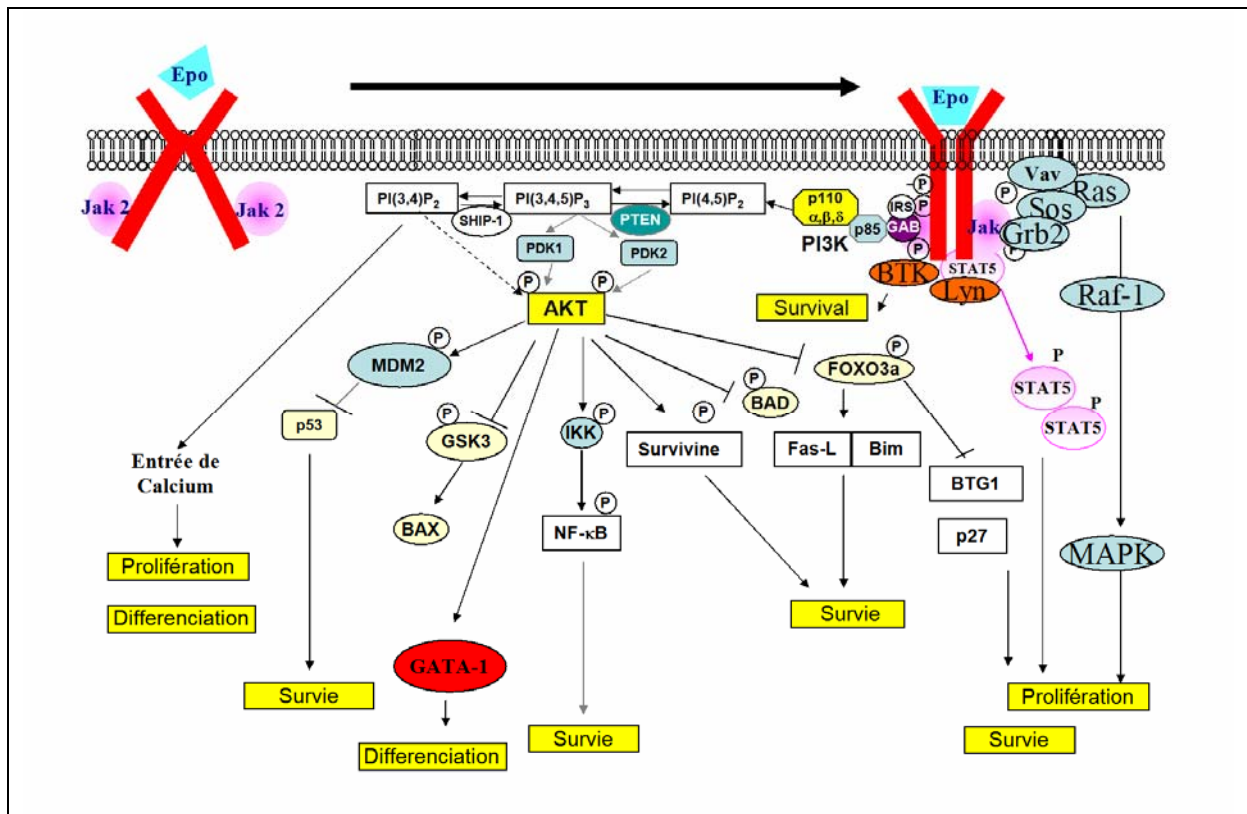 Epo
Jak 2
Jak 2
Epo
PI(3,4)P2
PI(3,4,5)P3
PI(4,5)P2
SHIP-1
PTEN
p110
α,β,δ
PI3K
p85
IRS
GAB
P
P
P
P
P
Jak
Vav
Ras
Sos
Grb2
PDK1
PDK2
P
P
AKT
BTK
STAT5
Lyn
Survival
Raf-1
P
MDM2
P
FOXO3a
P
STAT5
P
STAT5
p53
P
GSK3
P
IKK
P
Survivine
P
BAD
Fas-L
Bim
BTG1
Entrée de
Calcium
BAX
P
NF-κB
p27
MAPK
Prolifération
Differenciation
GATA-1
Survie
Survie
Prolifération
Differenciation
Survie
Survie